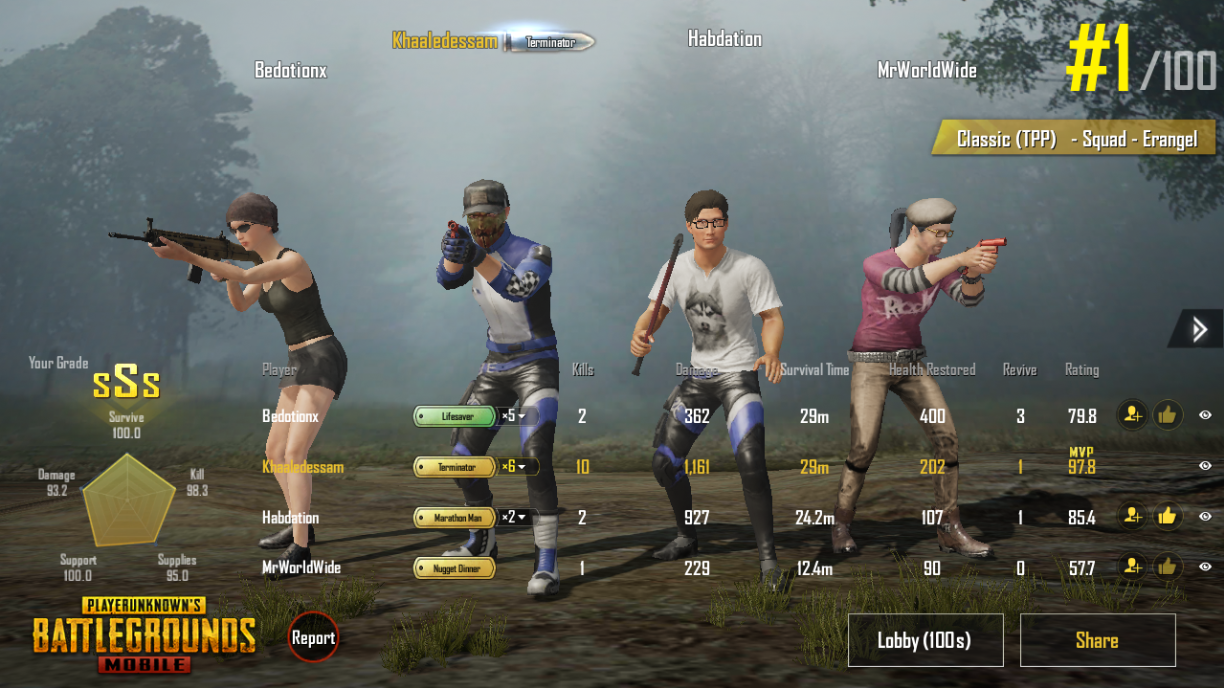 Khaaledessam Terminator
Habdation
Bedotionx
MrWorldWide
#1/100
Classic (TPP) - Squad - Erangel
Your Grade
SSS
Survive
100.0
Damage
93.2
Kill
98.3
Support
100.0
Supplies
95.0
Player Kills Damage Survival Time Health Restored Revive Rating
Bedotionx Lifesaver ×5 2 362 29m 400 3 79.8
MVP
Khaaledessam Terminator ×6 10 1,161 29m 202 1 97.8
Habdation Marathon Man ×2 2 927 24.2m 107 1 85.4
MrWorldWide Nugget Dinner 1 229 12.4m 90 0 57.7
PLAYERUNKNOWN'S
BATTLEGROUNDS
MOBILE
Report
Lobby (100s)
Share